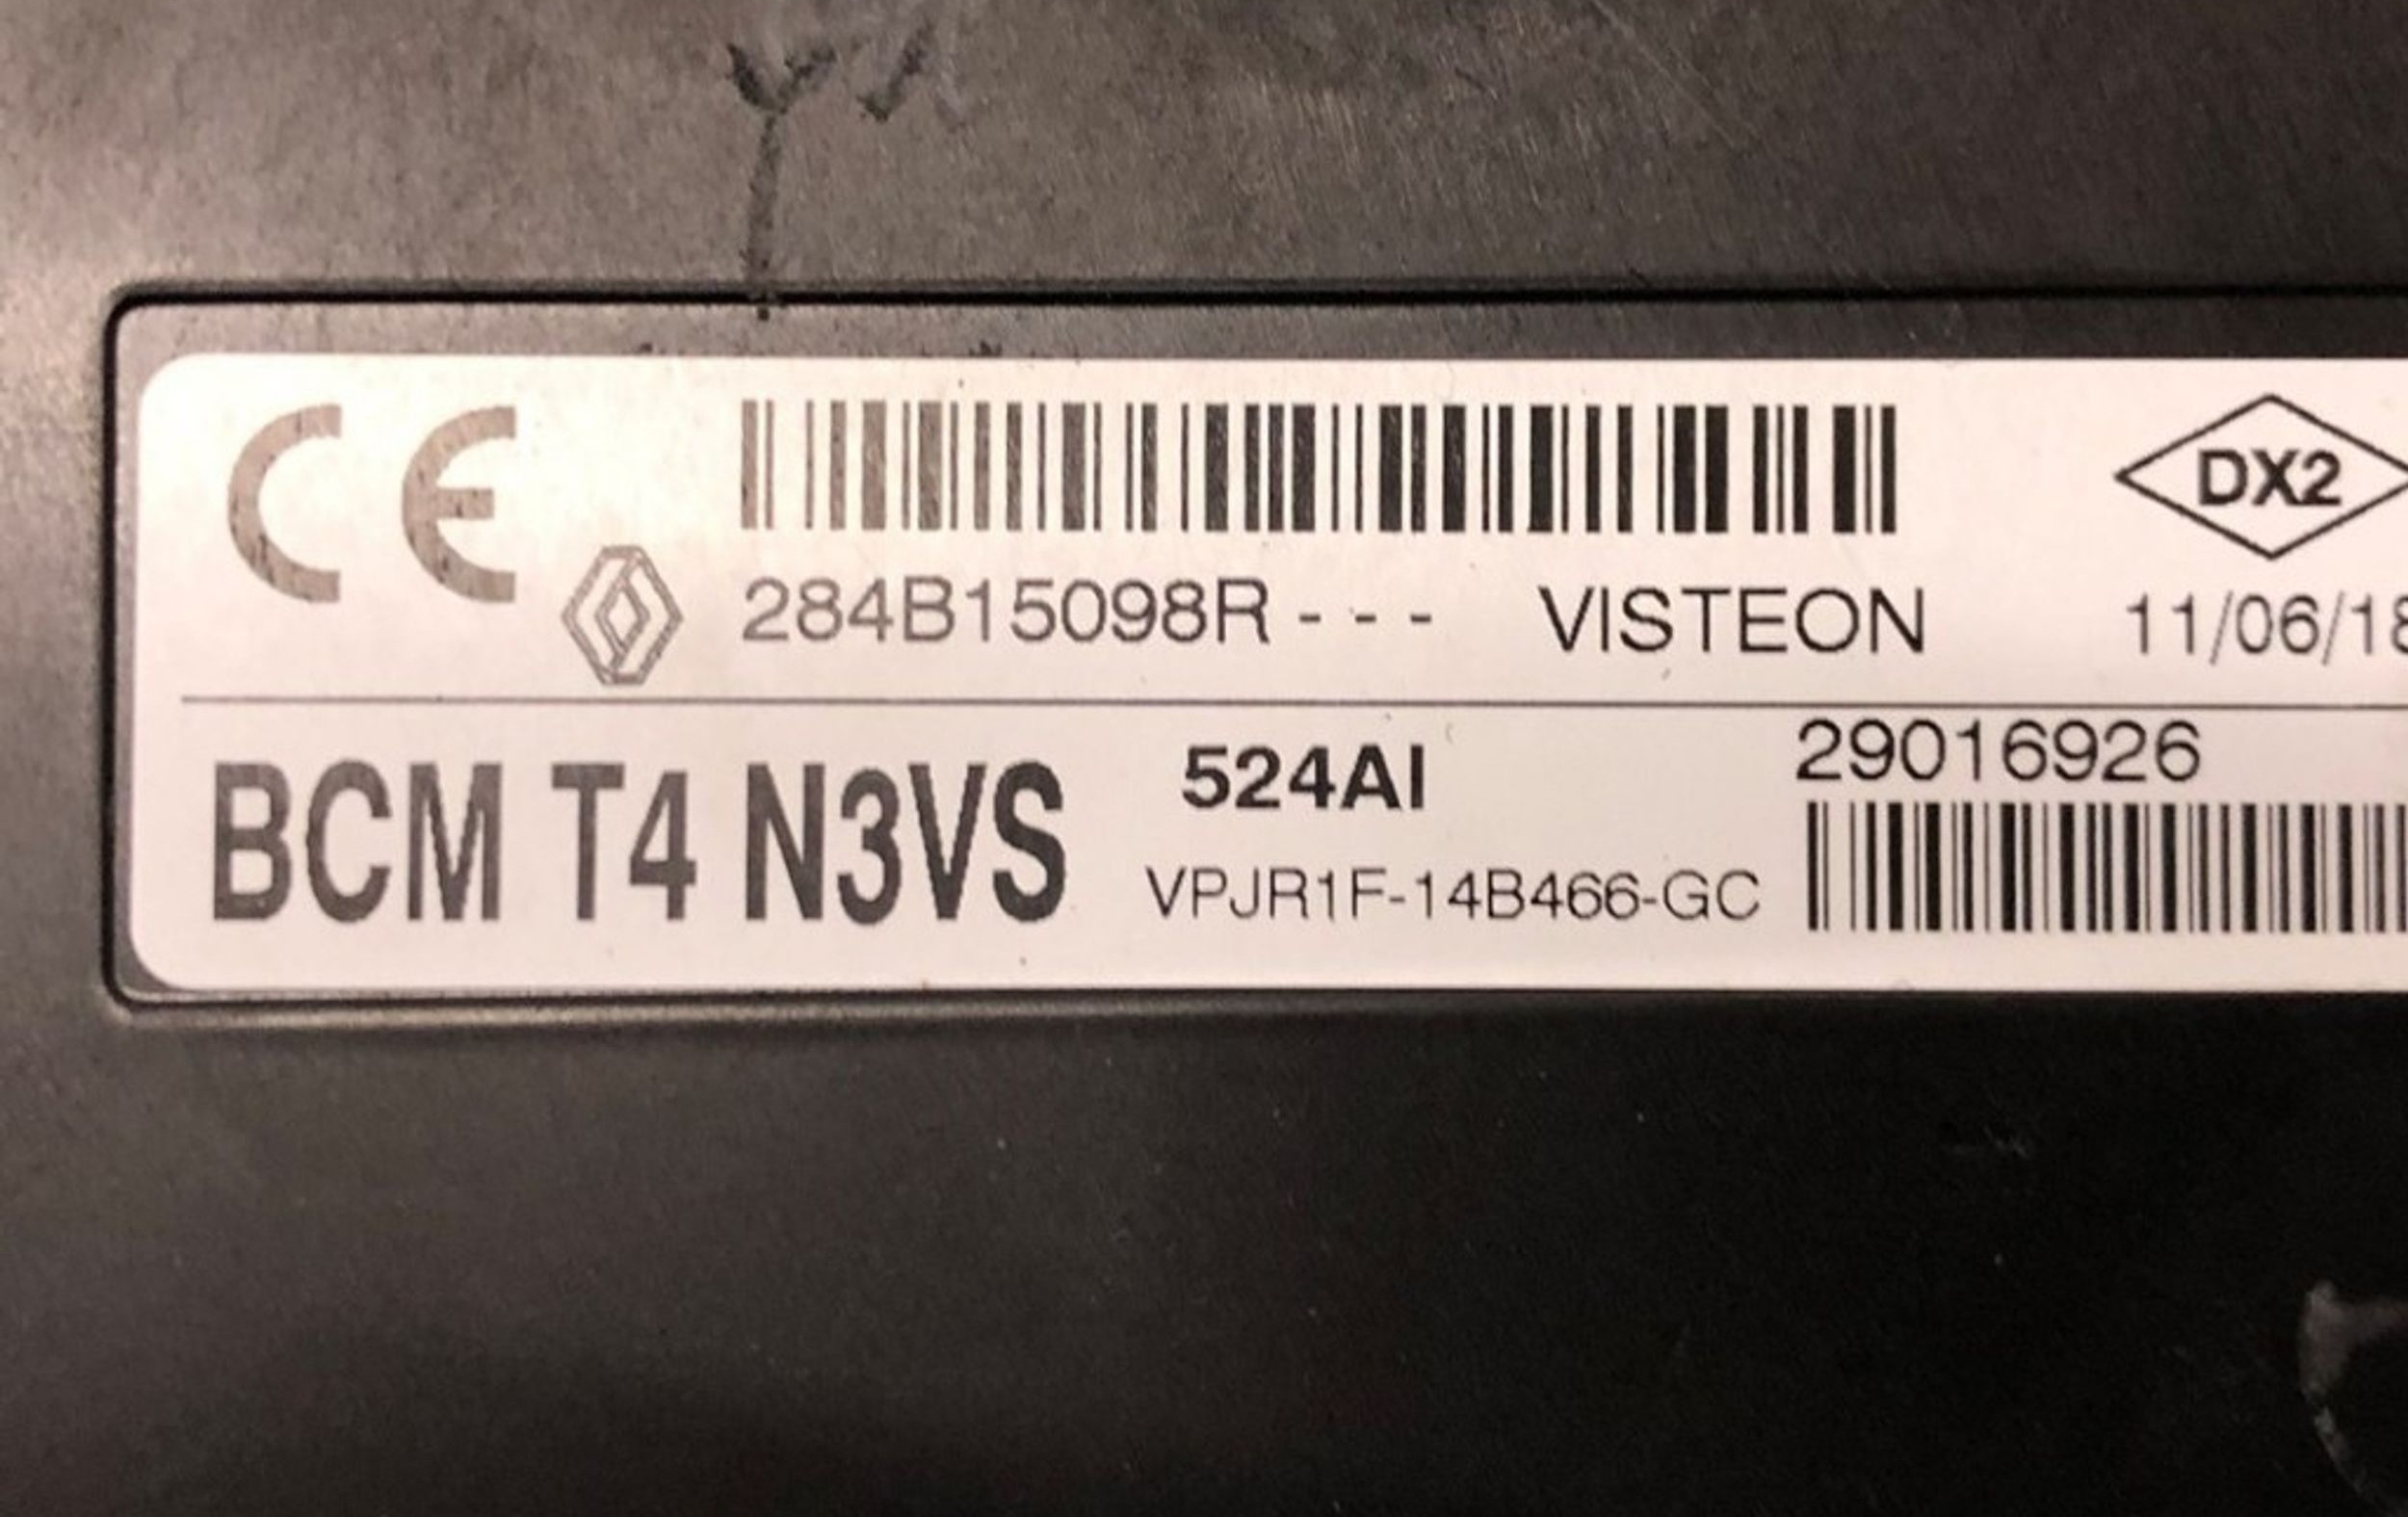 CE
284B15098R - - -
VISTEON
DX2
11/06/18
BCM T4 N3VS
524AI
VPJR1F-14B466-GC
29016926